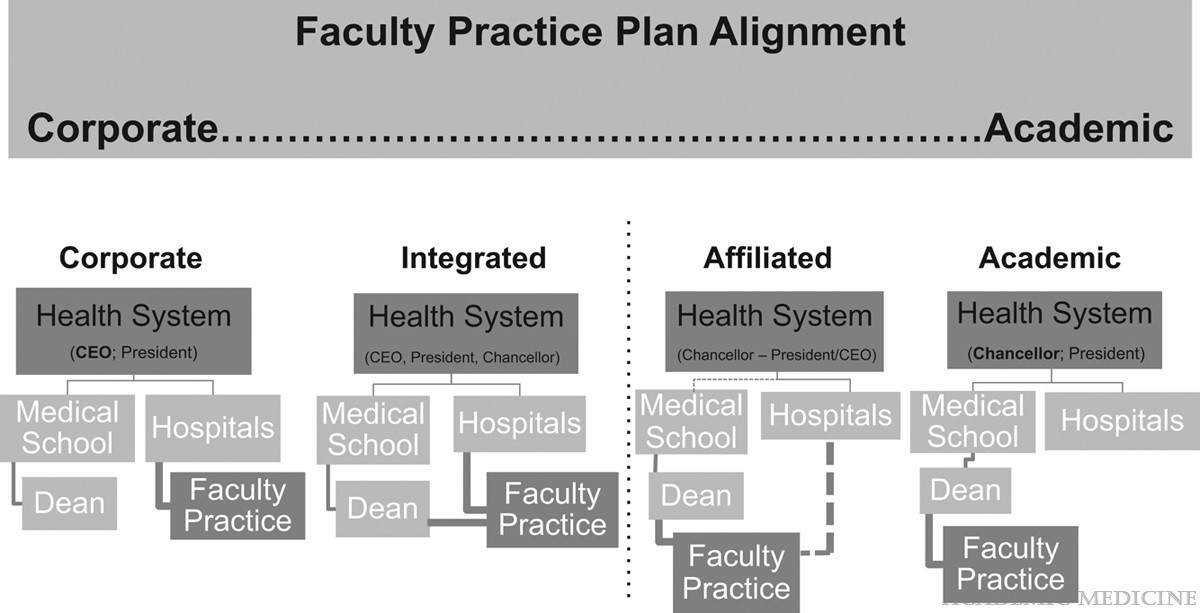 Faculty Practice Plan Alignment
Corporate.......................................................Academic
Corporate
Integrated
Affiliated
Academic
Health System
(CEO; President)
Medical
School
Hospitals
Dean
Faculty
Practice
Health System
(CEO, President, Chancellor)
Medical
School
Hospitals
Dean
Faculty
Practice
Health System
(Chancellor – President/CEO)
Medical
School
Hospitals
Dean
Faculty
Practice
Health System
(Chancellor; President)
Medical
School
Hospitals
Dean
Faculty
Practice
ACADEMIC MEDICINE